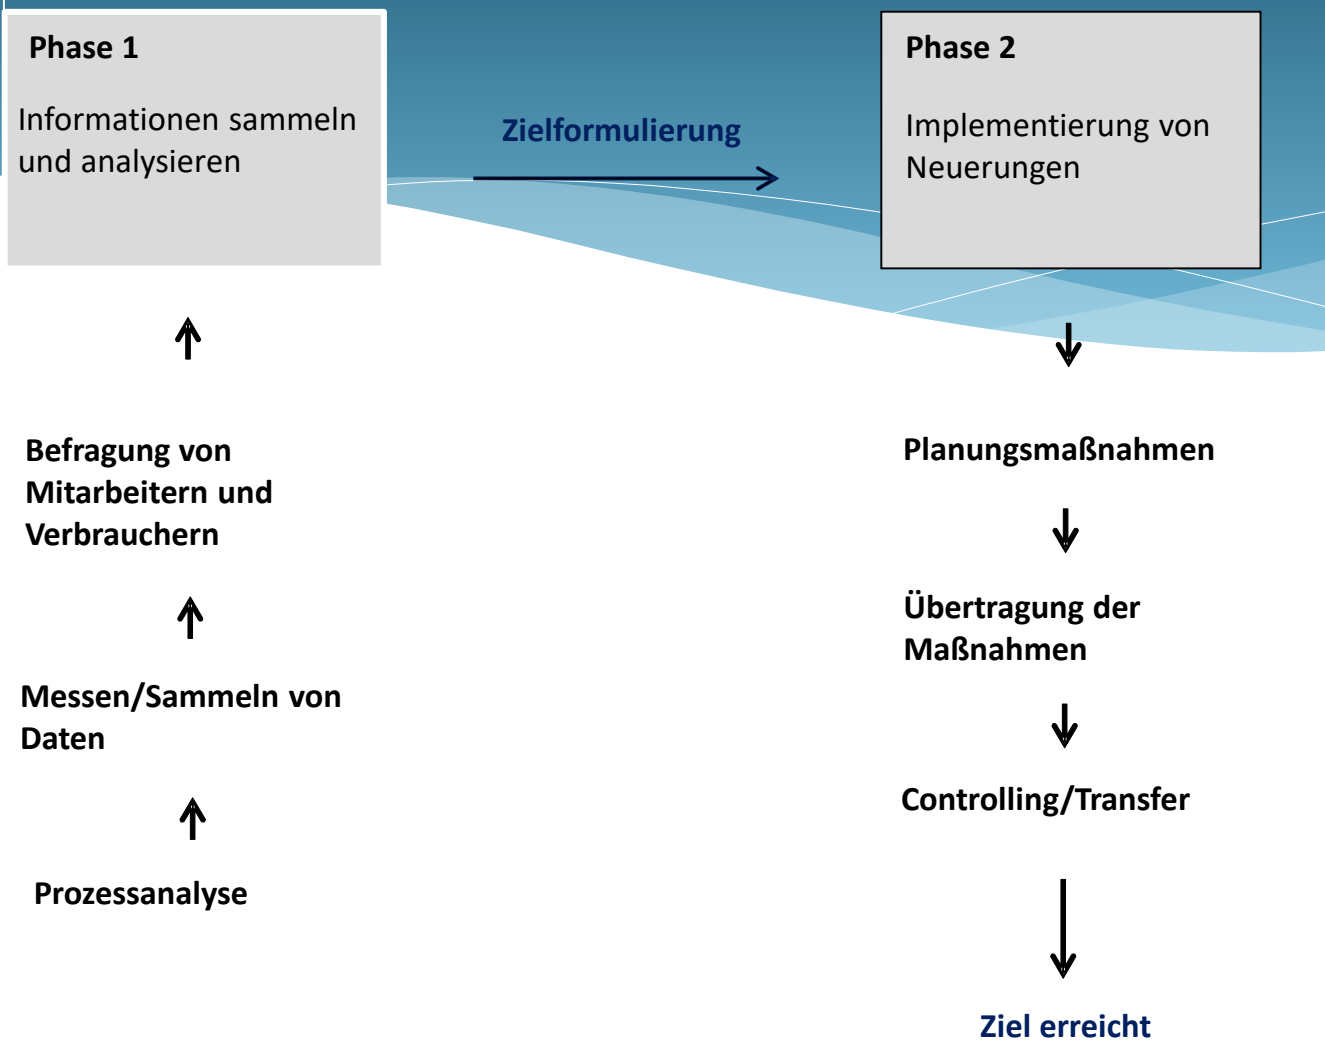 Phase 1
Informationen sammeln
und analysieren
Zielformulierung
Phase 2
Implementierung von
Neuerungen
Befragung von
Mitarbeitern und
Verbrauchern
Messen/Sammeln von
Daten
Prozessanalyse
Planungsmaßnahmen
Übertragung der
Maßnahmen
Controlling/Transfer
Ziel erreicht